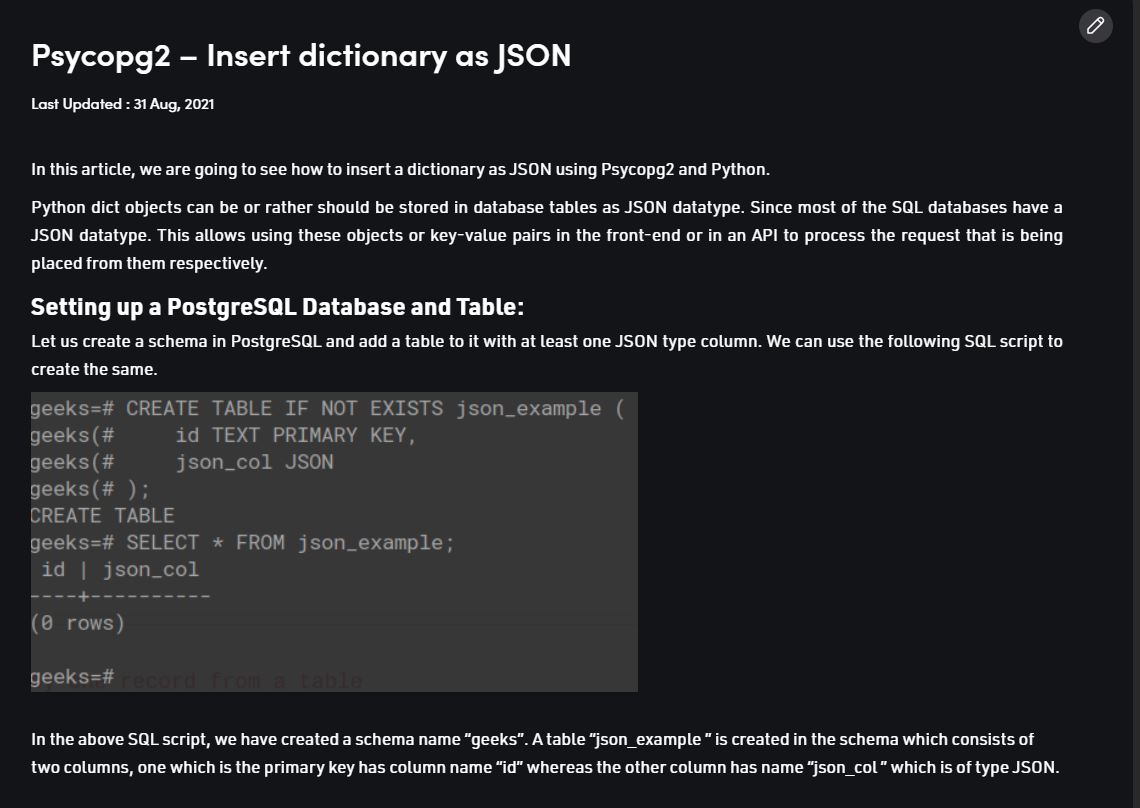 Psycopg2 – Insert dictionary as JSON
Last Updated : 31 Aug, 2021
In this article, we are going to see how to insert a dictionary as JSON using Psycopg2 and Python.
Python dict objects can be or rather should be stored in database tables as JSON datatype. Since most of the SQL databases have a
JSON datatype. This allows using these objects or key-value pairs in the front-end or in an API to process the request that is being
placed from them respectively.
Setting up a PostgreSQL Database and Table:
Let us create a schema in PostgreSQL and add a table to it with at least one JSON type column. We can use the following SQL script to
create the same.
geeks=# CREATE TABLE IF NOT EXISTS json_example (
geeks(#     id TEXT PRIMARY KEY,
geeks(#     json_col JSON
geeks(# );
CREATE TABLE
geeks=# SELECT * FROM json_example;
 id | json_col
----+----------
(0 rows)
geeks=#
record from a table
In the above SQL script, we have created a schema name “geeks”. A table “json_example ” is created in the schema which consists of
two columns, one which is the primary key has column name “id” whereas the other column has name “json_col ” which is of type JSON.